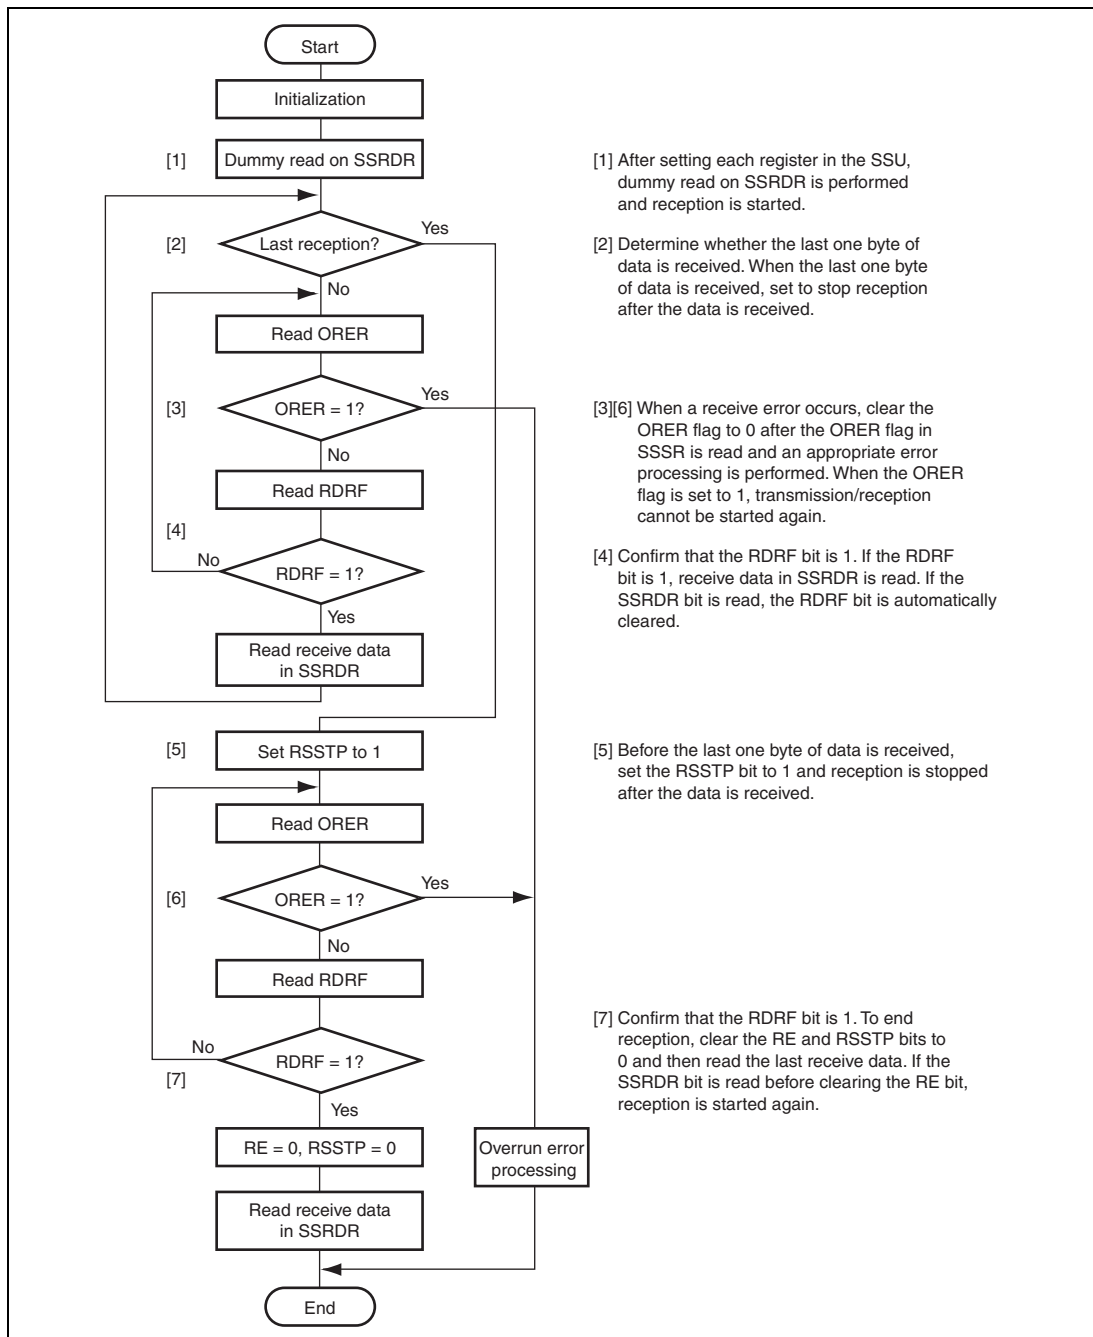 Start
Initialization
[1]
Dummy read on SSRDR
[1] After setting each register in the SSU,
dummy read on SSRDR is performed
and reception is started.
Yes
[2]
Last reception?
[2] Determine whether the last one byte of
data is received. When the last one byte
of data is received, set to stop reception
after the data is received.
No
Read ORER
Yes
[3]
ORER = 1?
[3][6] When a receive error occurs, clear the
ORER flag to 0 after the ORER flag in
SSSR is read and an appropriate error
processing is performed. When the ORER
flag is set to 1, transmission/reception
cannot be started again.
No
Read RDRF
[4]
No
RDRF = 1?
[4] Confirm that the RDRF bit is 1. If the RDRF
bit is 1, receive data in SSRDR is read. If the
SSRDR bit is read, the RDRF bit is automatically
cleared.
Yes
Read receive data
in SSRDR
[5]
Set RSSTP to 1
[5] Before the last one byte of data is received,
set the RSSTP bit to 1 and reception is stopped
after the data is received.
Read ORER
Yes
[6]
ORER = 1?
No
Read RDRF
No
RDRF = 1?
[7]
[7] Confirm that the RDRF bit is 1. To end
reception, clear the RE and RSSTP bits to
0 and then read the last receive data. If the
SSRDR bit is read before clearing the RE bit,
reception is started again.
Yes
RE = 0, RSSTP = 0
Overrun error
processing
Read receive data
in SSRDR
End